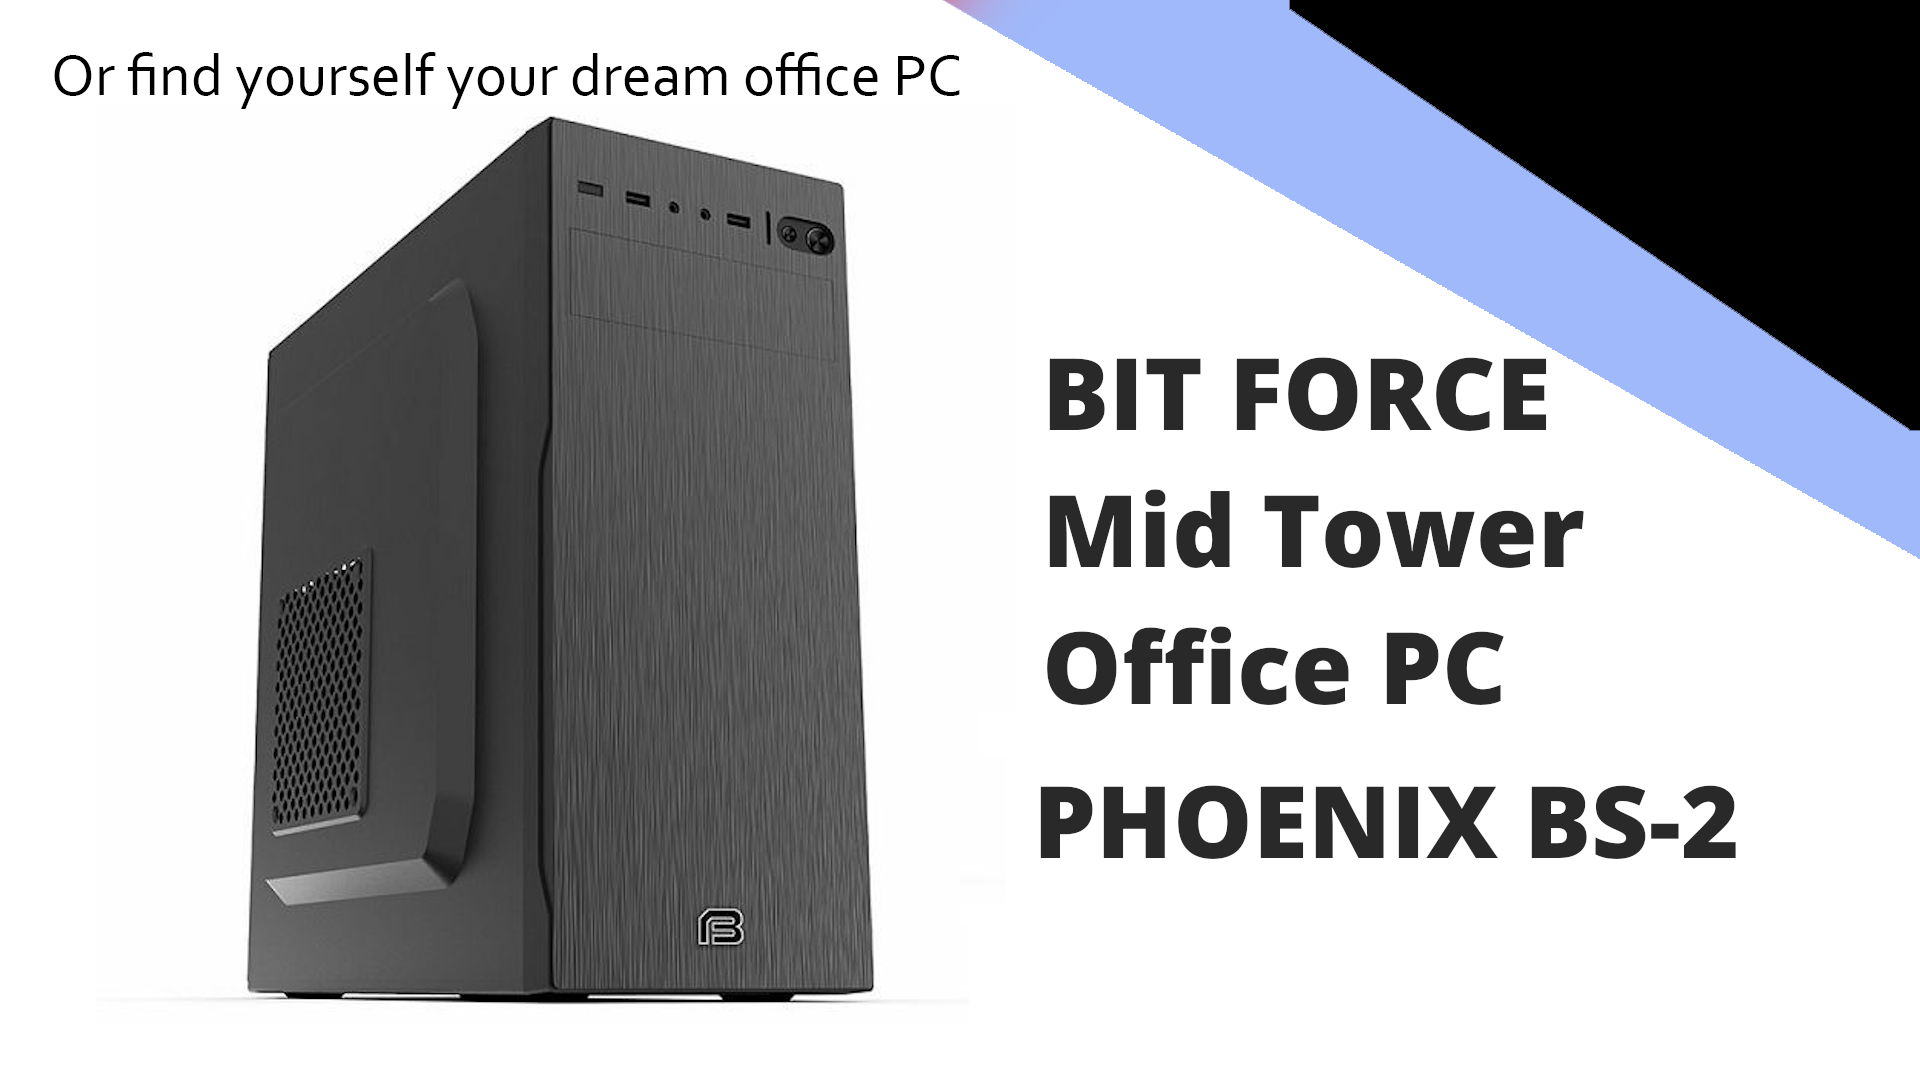 Or find yourself your dream office PC
BIT FORCE
Mid Tower
Office PC
PHOENIX BS-2